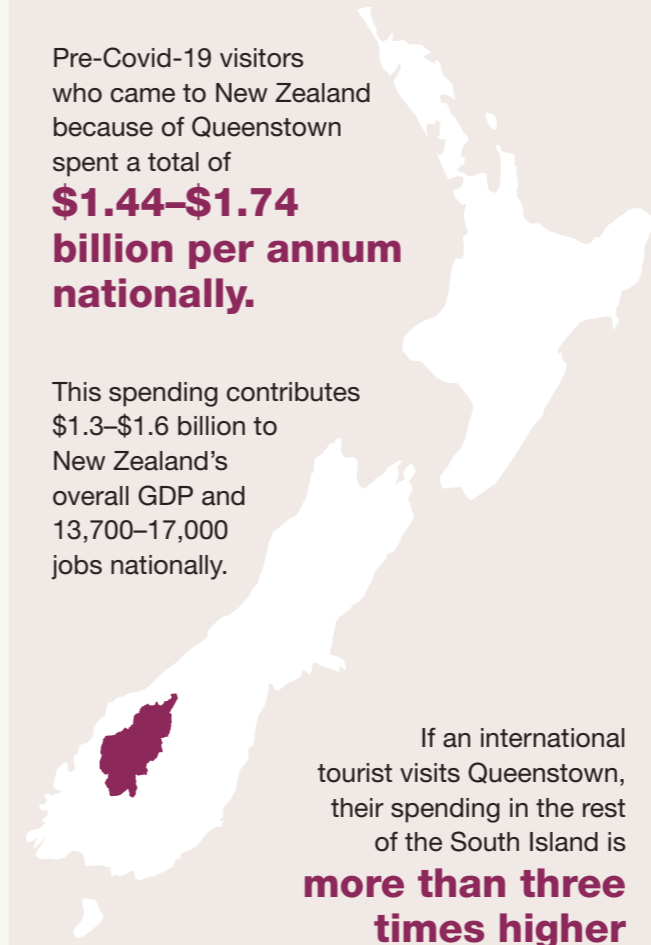 Pre-Covid-19 visitors
who came to New Zealand
because of Queenstown
spent a total of
$1.44–$1.74
billion per annum
nationally.
This spending contributes
$1.3–$1.6 billion to
New Zealand’s
overall GDP and
13,700–17,000
jobs nationally.
If an international
tourist visits Queenstown,
their spending in the rest
of the South Island is
more than three
times higher